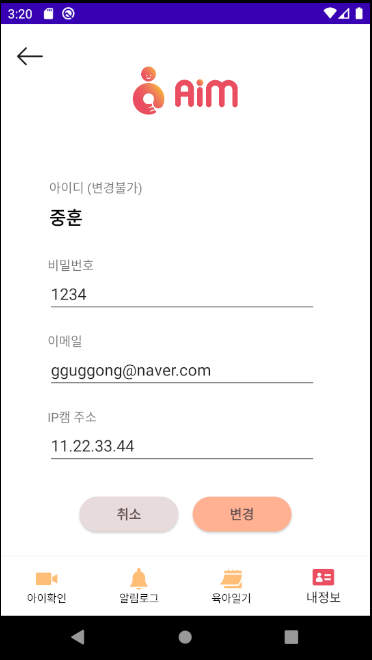 3:20
AiM
아이디 (변경불가)
중훈
비밀번호
1234
이메일
gguggong@naver.com
IP캠 주소
11.22.33.44
취소 변경
아이확인 알림로그 육아일기 내정보